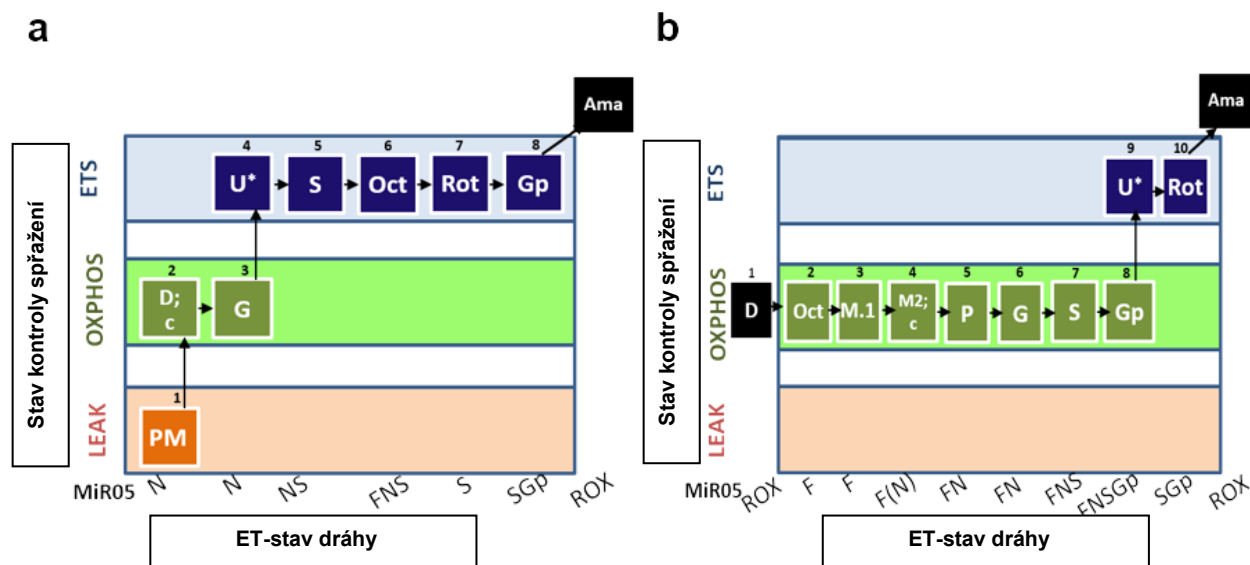 a
Stav kontroly spřažení
ETS
OXPHOS
LEAK
Ama
4 5 6 7 8
U* S Oct Rot Gp
2 3
D;
c
G
1
PM
MiR05 N N NS FNS S SGp ROX
ET-stav dráhy
b
Stav kontroly spřažení
ETS
OXPHOS
LEAK
Ama
9 10
U* Rot
1 2 3 4 5 6 7 8
D Oct M.1 M2;
c
P G S Gp
MiR05 ROX F F F(N) FN FN FNS FNSGp SGp ROX
ET-stav dráhy